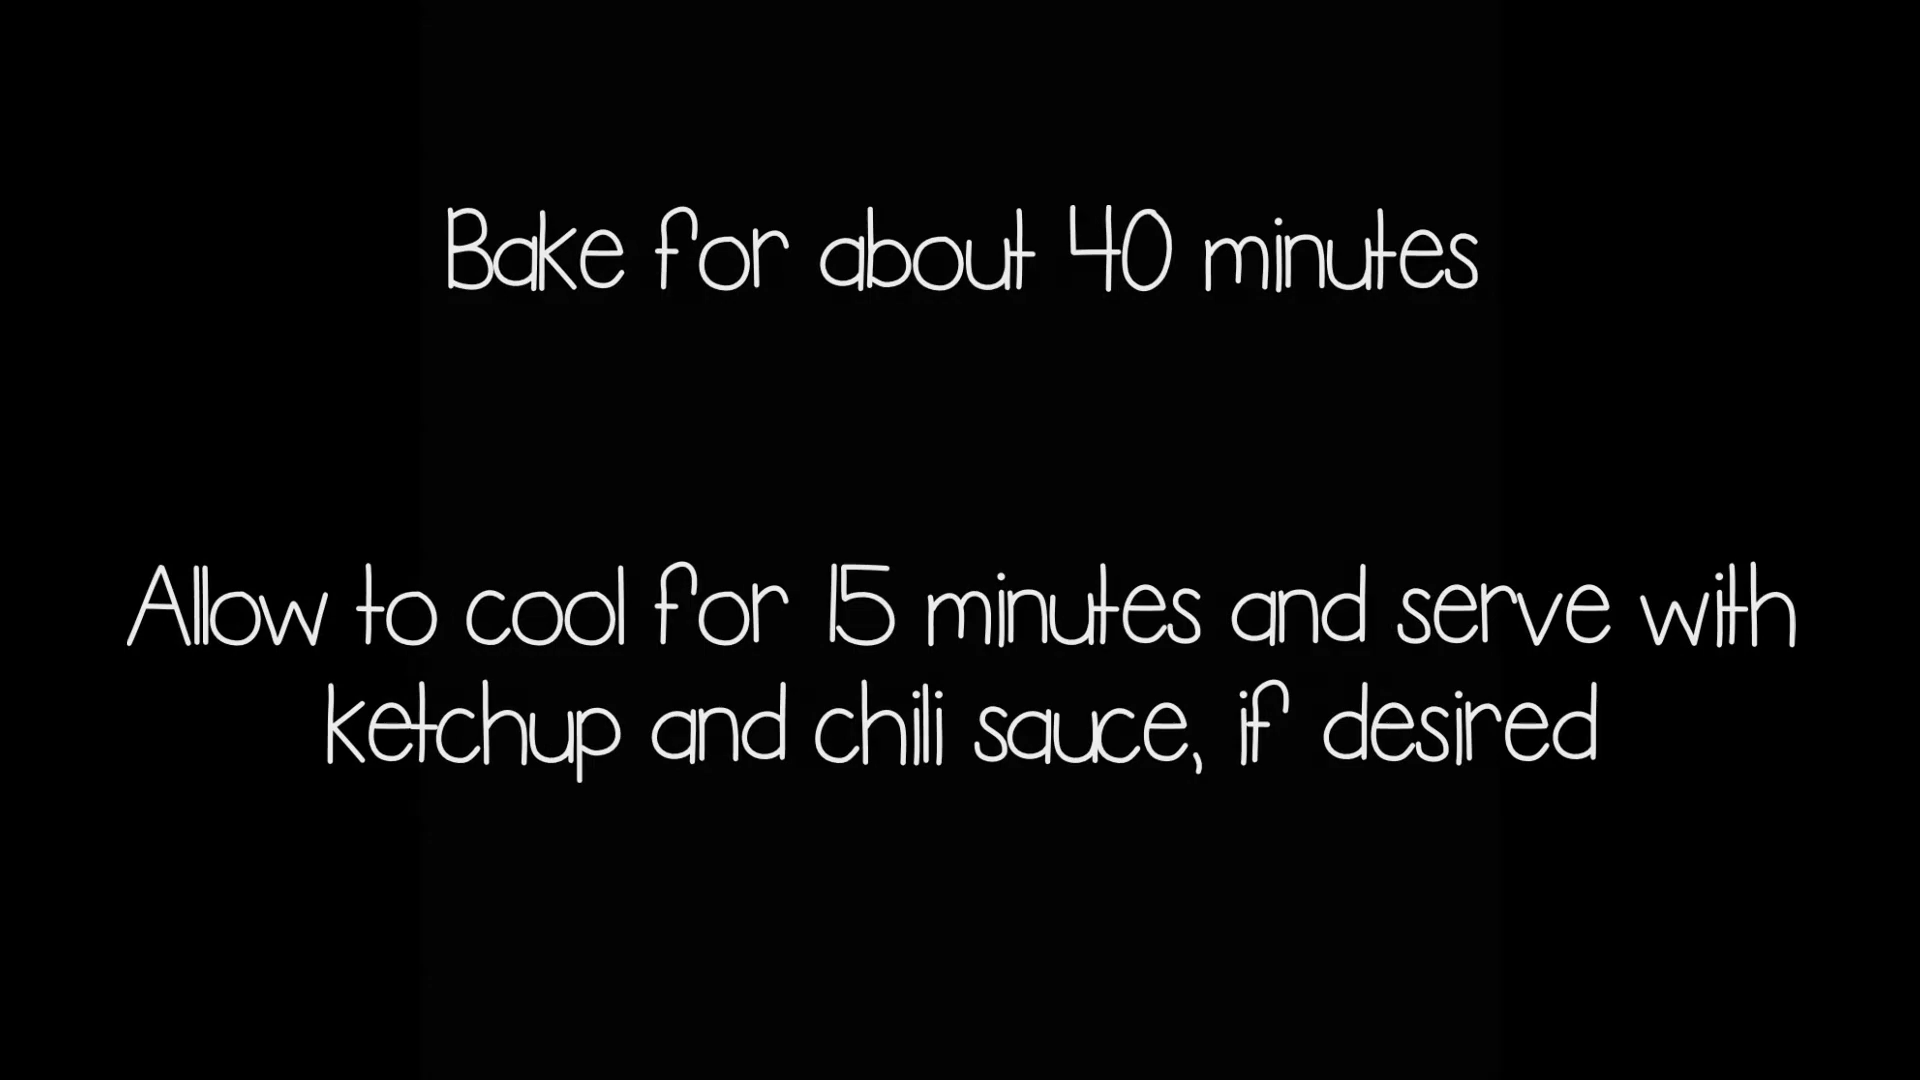 Bake for about 40 minutes
Allow to cool for 15 minutes and serve with
ketchup and chili sauce, if desired